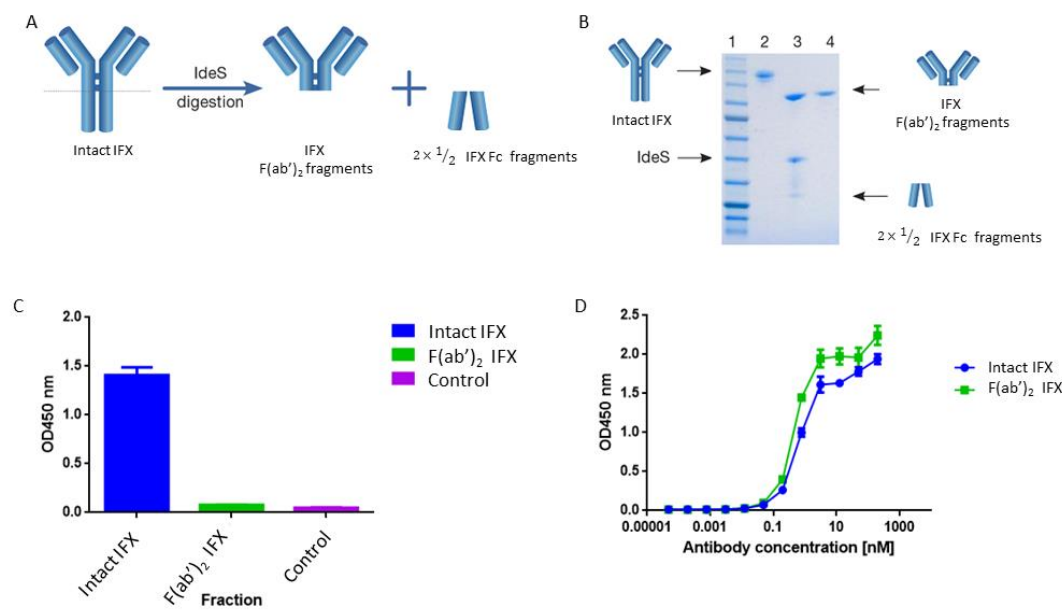 A
IdeS
digestion
Intact IFX
IFX
F(ab’)₂ fragments
2 × 1/2 IFX Fc fragments
B
1 2 3 4
Intact IFX
IdeS
IFX
F(ab’)₂ fragments
2 × 1/2 IFX Fc fragments
C
2.0
1.5
1.0
0.5
0.0
OD450 nm
Intact IFX
F(ab’)₂ IFX
Control
Fraction
Intact IFX
F(ab’)₂ IFX
Control
D
2.5
2.0
1.5
1.0
0.5
0.0
OD450 nm
0.00001 0.001 0.1 10 1000
Antibody concentration [nM]
Intact IFX
F(ab’)₂ IFX